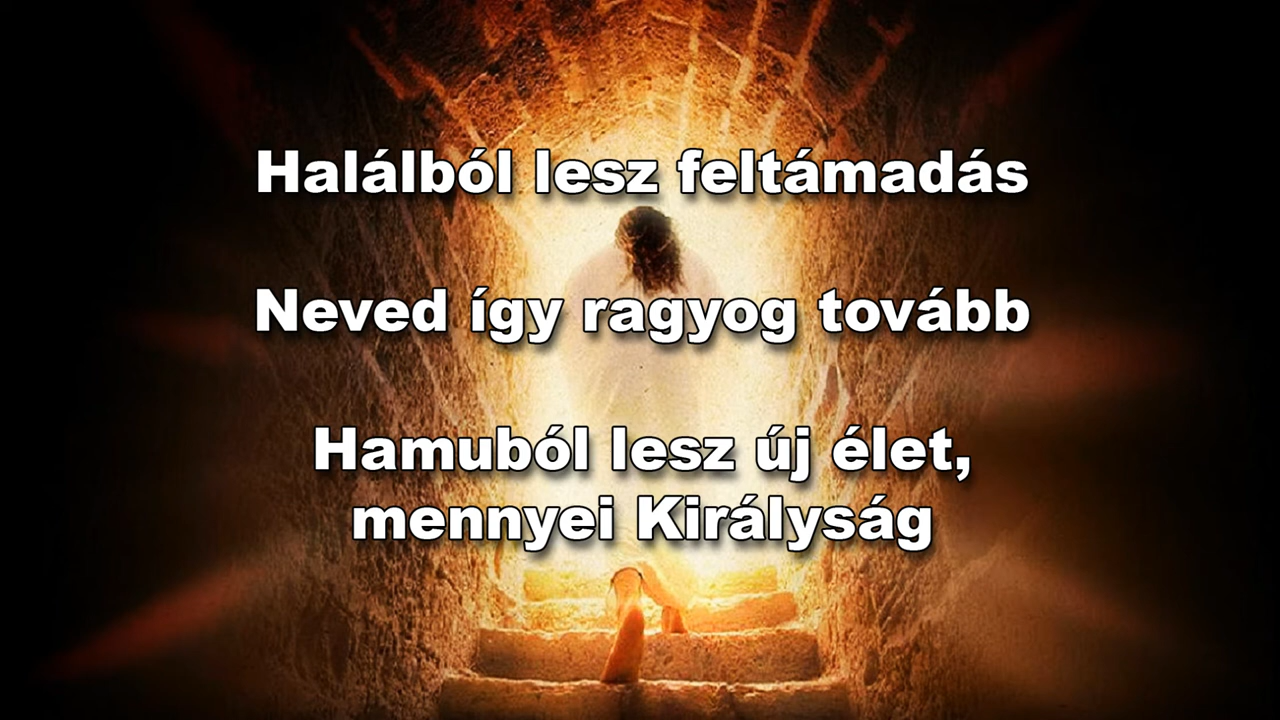 Halálból lesz feltámadás
Neved így ragyog tovább
Hamuból lesz új élet,
mennyei Királyság